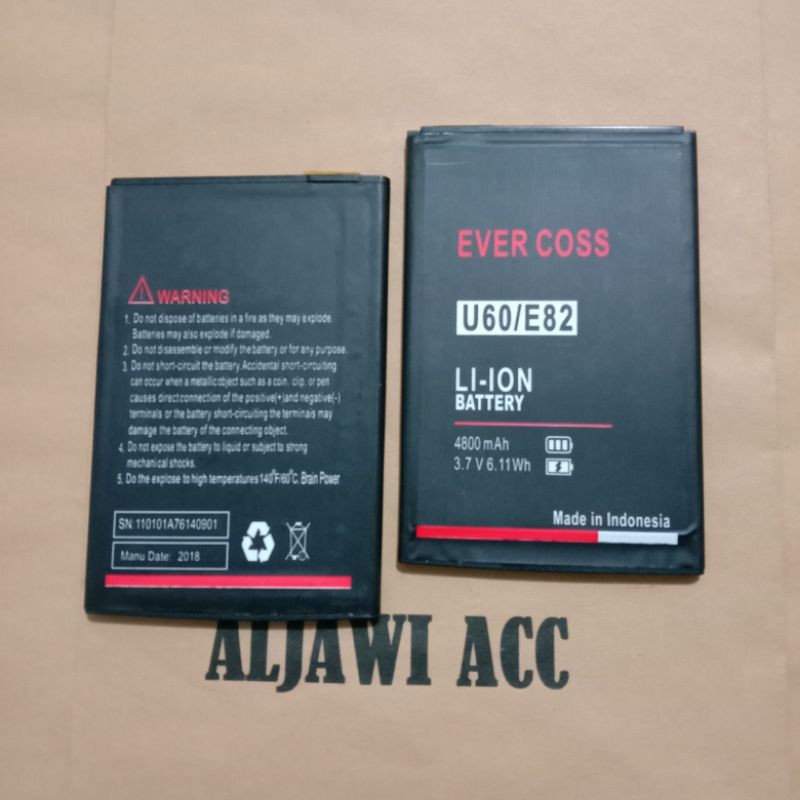 WARNING
1. Do not dispose of batteries in a fire as they may explode.
Batteries may also explode if damaged.
2. Do not disassemble or modify the battery or for any purpose.
3. Do not short-circuit the battery. Accidental short-circuiting
can occur when a metallic object such as a coin, clip, or pen
causes direct connection of the positive(+)and negative(-)
terminals or the battery short-circuiting the terminals may
damage the battery of the connecting object.
4. Do not expose the battery to liquid or subject to strong
mechanical shocks.
5. Do the explose to high temperatures 140°F/60°C. Brain Power
SN:110101A76140901
Manu Date: 2018
EVER COSS
U60/E82
LI-ION
BATTERY
4800 mAh
3.7 V 6.11Wh
Made in Indonesia
ALJAWI ACC